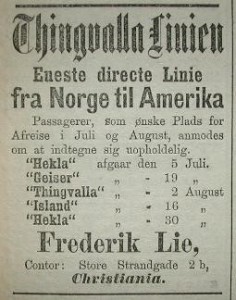 Thingvalla Linien
Eneste directe Linie
fra Norge til Amerika
Passagerer, som ønske Plads for
Afreise i Juli og August, anmodes
om at indtegne sig uopholdelig.
"Hekla" afgaar den 5 Juli.
"Geiser" „ - 19 „
"Thingvalla" „ - 2 August
"Island" „ - 16 „
"Hekla" „ - 30 „
Frederik Lie,
Contor: Store Strandgade 2 b,
Christiania.